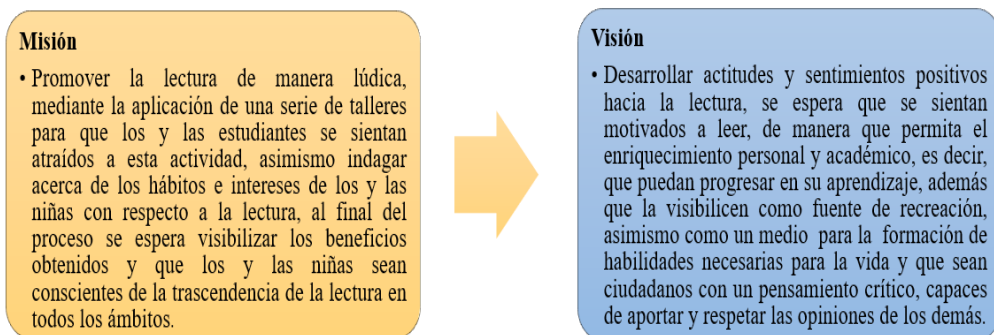 Misión
• Promover la lectura de manera lúdica,
mediante la aplicación de una serie de talleres
para que los y las estudiantes se sientan
atraídos a esta actividad, asimismo indagar
acerca de los hábitos e intereses de los y las
niñas con respecto a la lectura, al final del
proceso se espera visibilizar los beneficios
obtenidos y que los y las niñas sean
conscientes de la trascendencia de la lectura en
todos los ámbitos.
Visión
• Desarrollar actitudes y sentimientos positivos
hacia la lectura, se espera que se sientan
motivados a leer, de manera que permita el
enriquecimiento personal y académico, es decir,
que puedan progresar en su aprendizaje, además
que la visibilicen como fuente de recreación,
asimismo como un medio para la formación de
habilidades necesarias para la vida y que sean
ciudadanos con un pensamiento crítico, capaces
de aportar y respetar las opiniones de los demás.